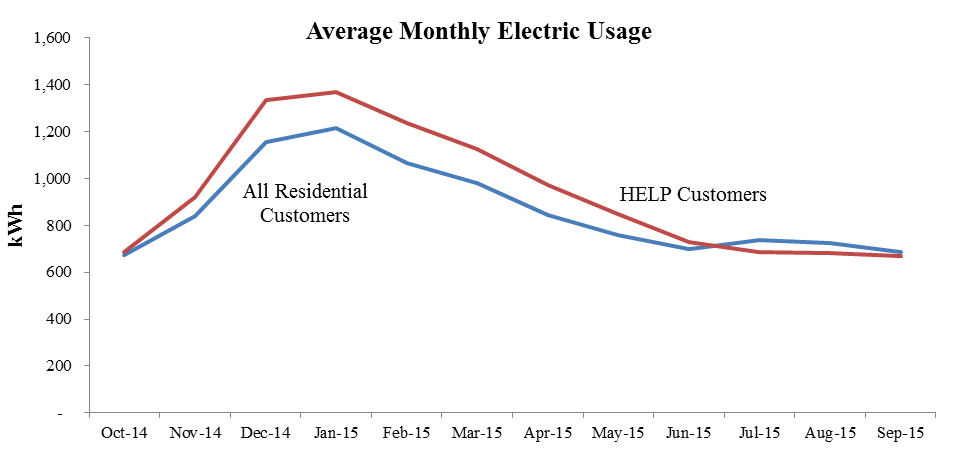 Average Monthly Electric Usage
1,600
1,400
1,200
1,000
800
600
400
200
-
kWh
All Residential
Customers
HELP Customers
Oct-14 Nov-14 Dec-14 Jan-15 Feb-15 Mar-15 Apr-15 May-15 Jun-15 Jul-15 Aug-15 Sep-15